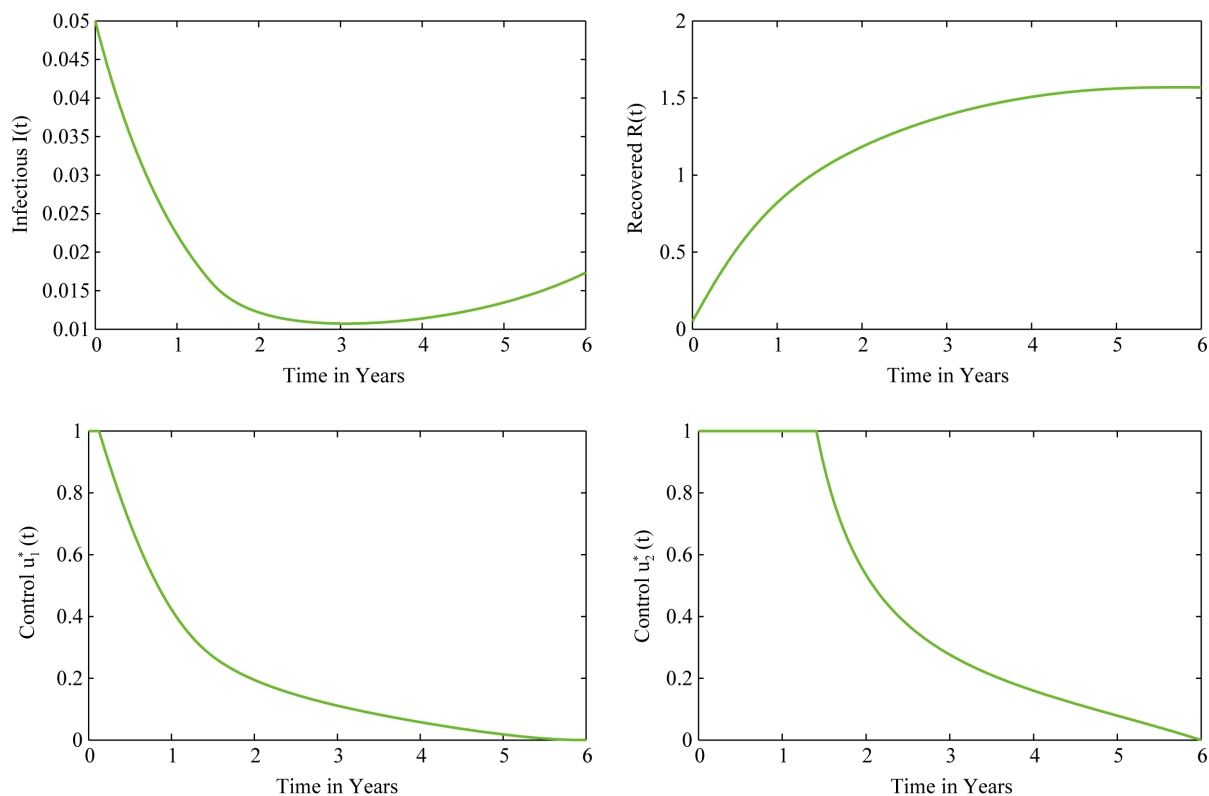 0.05
0.045
0.04
0.035
0.03
0.025
0.02
0.015
0.01
Infectious I(t)
0 1 2 3 4 5 6
Time in Years
2
1.5
1
0.5
0
Recovered R(t)
0 1 2 3 4 5 6
Time in Years
1
0.8
0.6
0.4
0.2
0
Control u₁* (t)
0 1 2 3 4 5 6
Time in Years
1
0.8
0.6
0.4
0.2
0
Control u₂* (t)
0 1 2 3 4 5 6
Time in Years